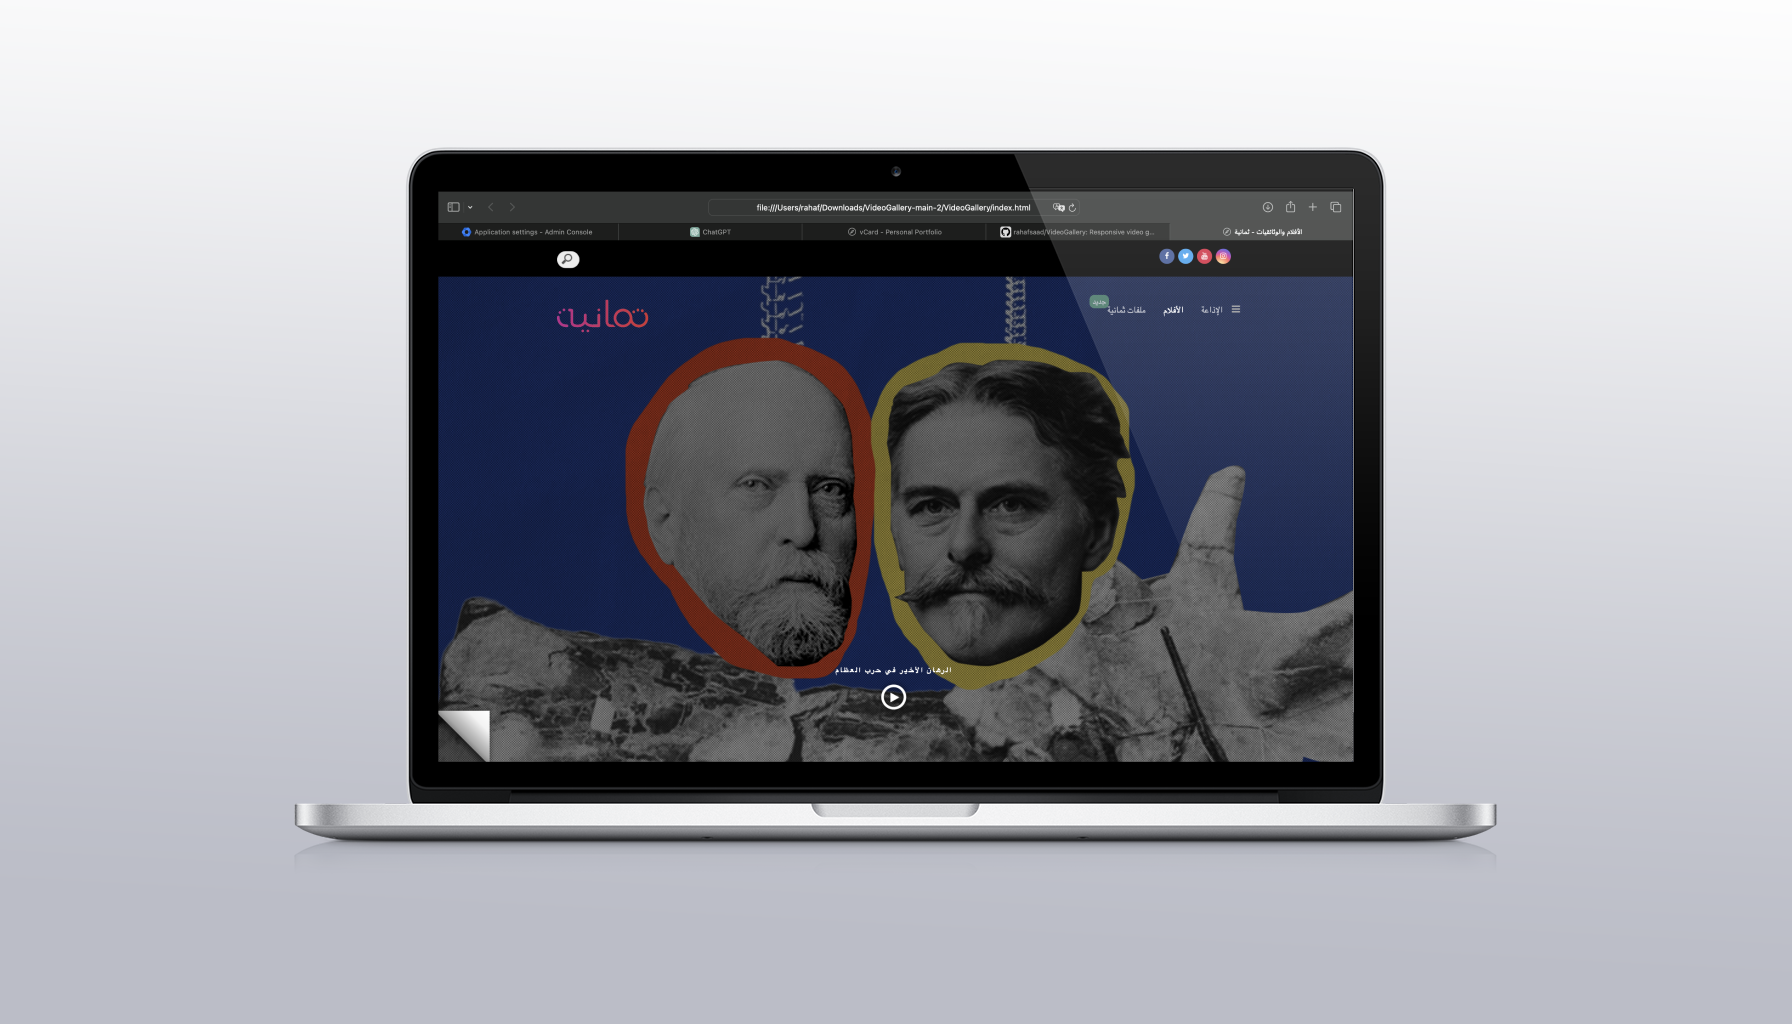 file:///Users/rahaf/Downloads/VideoGallery-main-2/VideoGallery/index.html
Application settings - Admin Console
ChatGPT
vCard - Personal Portfolio
rahafsaad/VideoGallery: Responsive video g...
الأفلام والوثائقيات - ثمانية
ثمانية
الإذاعة
الأفلام
ملفات ثمانية
جديد
الرهان الأخير في حرب العظام